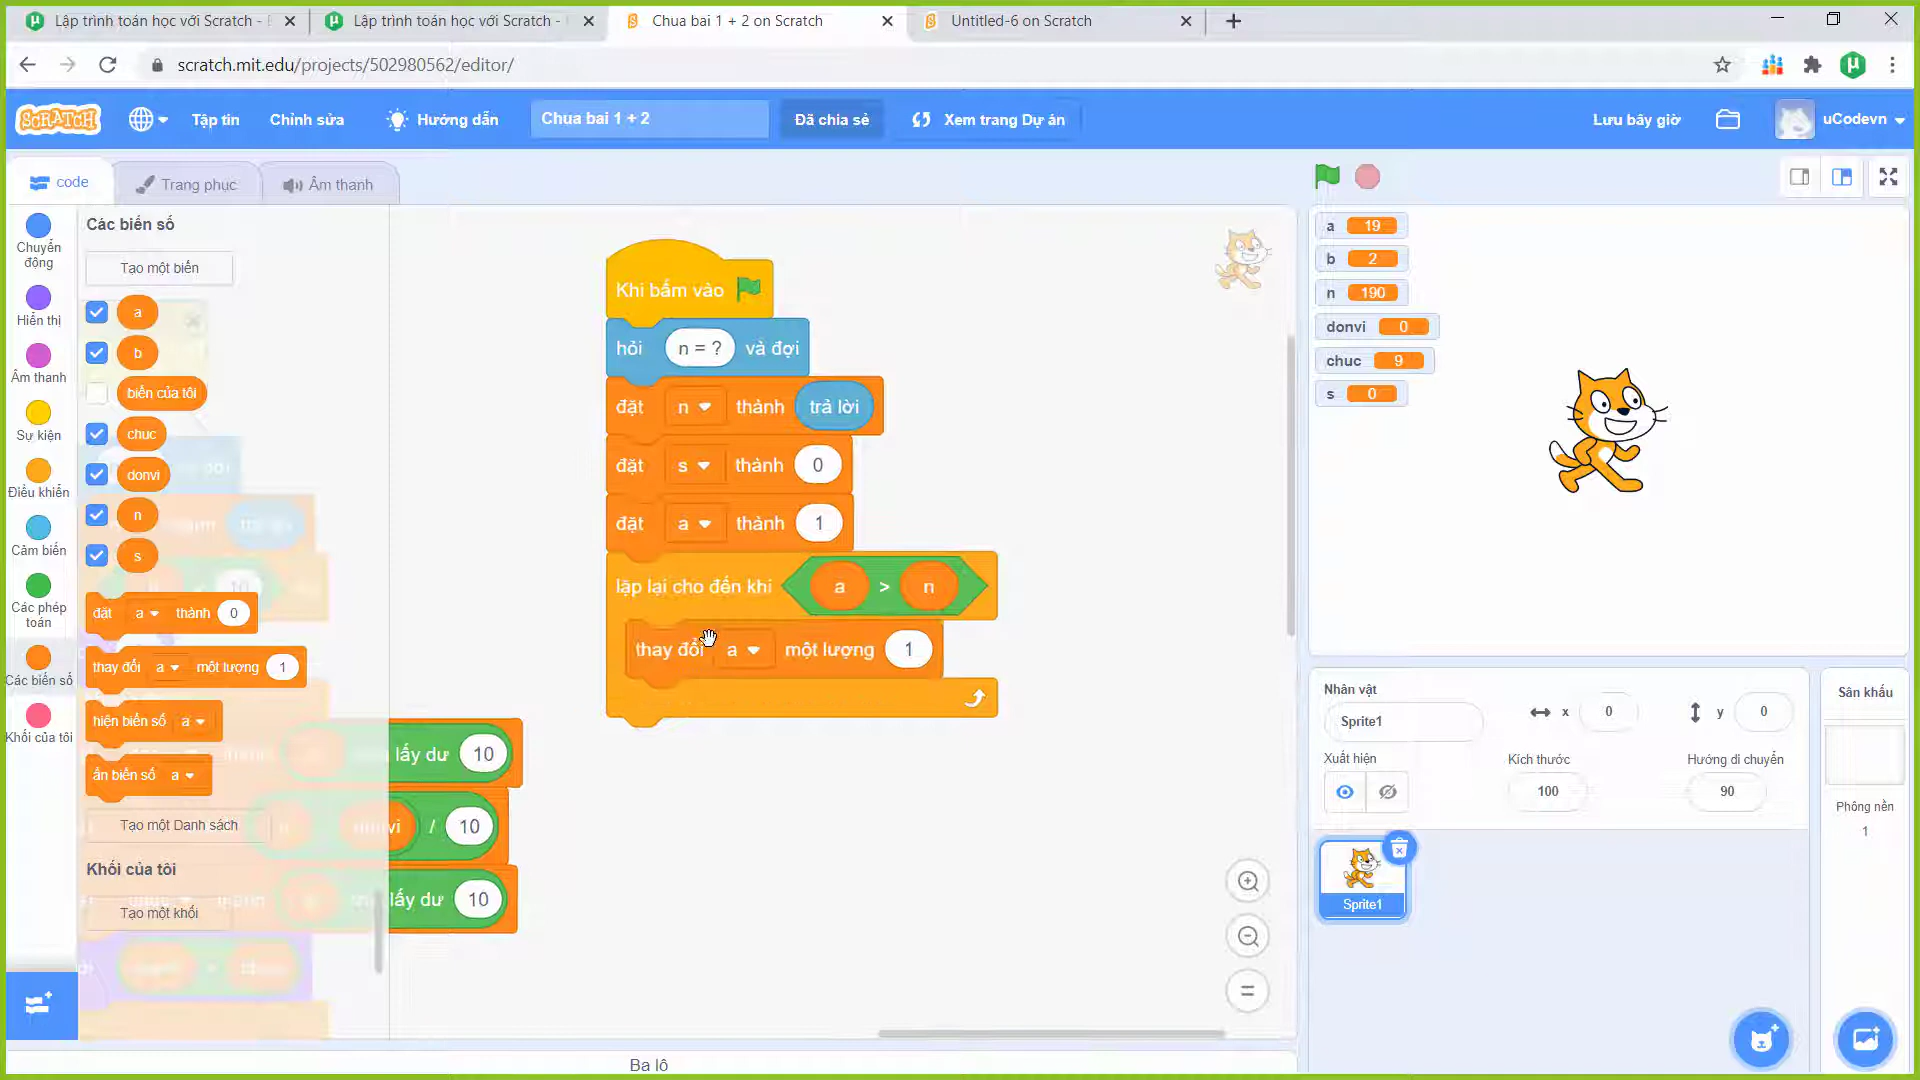 Lập trình toán học với Scratch -
Lập trình toán học với Scratch -
Chua bai 1 + 2 on Scratch
Untitled-6 on Scratch
scratch.mit.edu/projects/502980562/editor/
SCRATCH
Tập tin
Chỉnh sửa
Hướng dẫn
Chua bai 1 + 2
Đã chia sẻ
Xem trang Dự án
Lưu bây giờ
uCodevn
code
Trang phục
Âm thanh
Chuyển động
Hiển thị
Âm thanh
Sự kiện
Điều khiển
Cảm biến
Các phép toán
Các biến số
Khối của tôi
Các biến số
Tạo một biến
a
b
biến của tôi
chuc
donvi
n
s
đặt a thành 0
thay đổi a một lượng 1
hiện biến số a
ẩn biến số a
Tạo một Danh sách
Khối của tôi
Tạo một khối
lấy dư 10
/ 10
lấy dư 10
Khi bấm vào
hỏi n = ? và đợi
đặt n thành trả lời
đặt s thành 0
đặt a thành 1
lặp lại cho đến khi a > n
thay đổi a một lượng 1
a 19
b 2
n 190
donvi 0
chuc 9
s 0
Nhân vật
Sprite1
x 0
y 0
Xuất hiện
Kích thước
100
Hướng di chuyển
90
Sprite1
Sân khấu
Phông nền
1
Ba lô